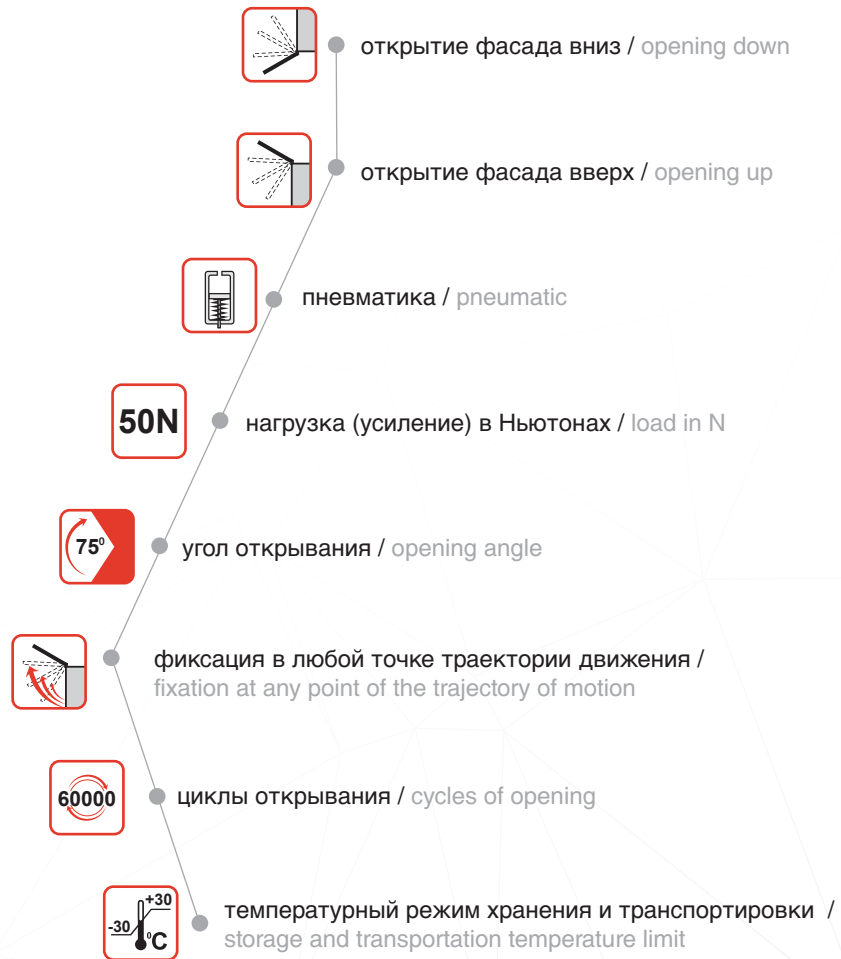 открытие фасада вниз / opening down
открытие фасада вверх / opening up
пневматика / pneumatic
50N
нагрузка (усиление) в Ньютонах / load in N
75⁰
угол открывания / opening angle
фиксация в любой точке траектории движения /
fixation at any point of the trajectory of motion
60000
циклы открывания / cycles of opening
+30
-30
⁰C
температурный режим хранения и транспортировки /
storage and transportation temperature limit